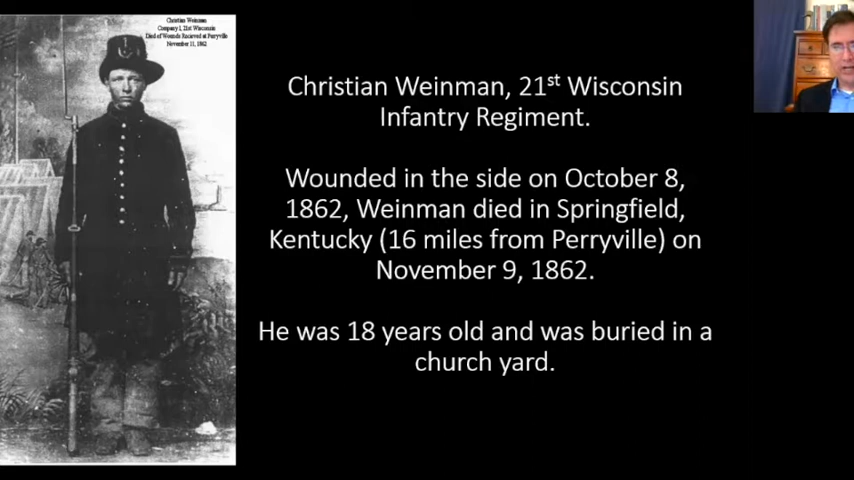 Christian Weinman
Company I, 21st Wisconsin
Died of Wounds Recieved at Perryville
November 11, 1862
Christian Weinman, 21st Wisconsin
Infantry Regiment.
Wounded in the side on October 8,
1862, Weinman died in Springfield,
Kentucky (16 miles from Perryville) on
November 9, 1862.
He was 18 years old and was buried in a
church yard.